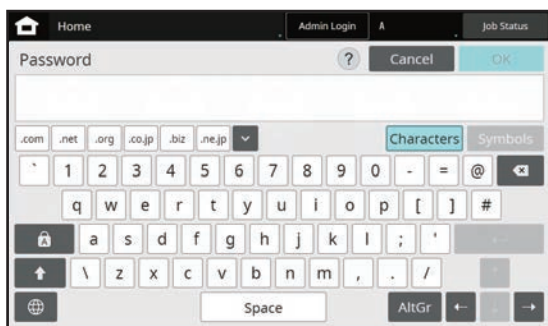 Home Admin Login A Job Status
Password ? Cancel OK
.com .net .org .co.jp .biz .ne.jp Characters Symbols
` 1 2 3 4 5 6 7 8 9 0 - = @
q w e r t y u i o p [ ] #
A a s d f g h j k l ; '
\ z x c v b n m , . /
Space AltGr